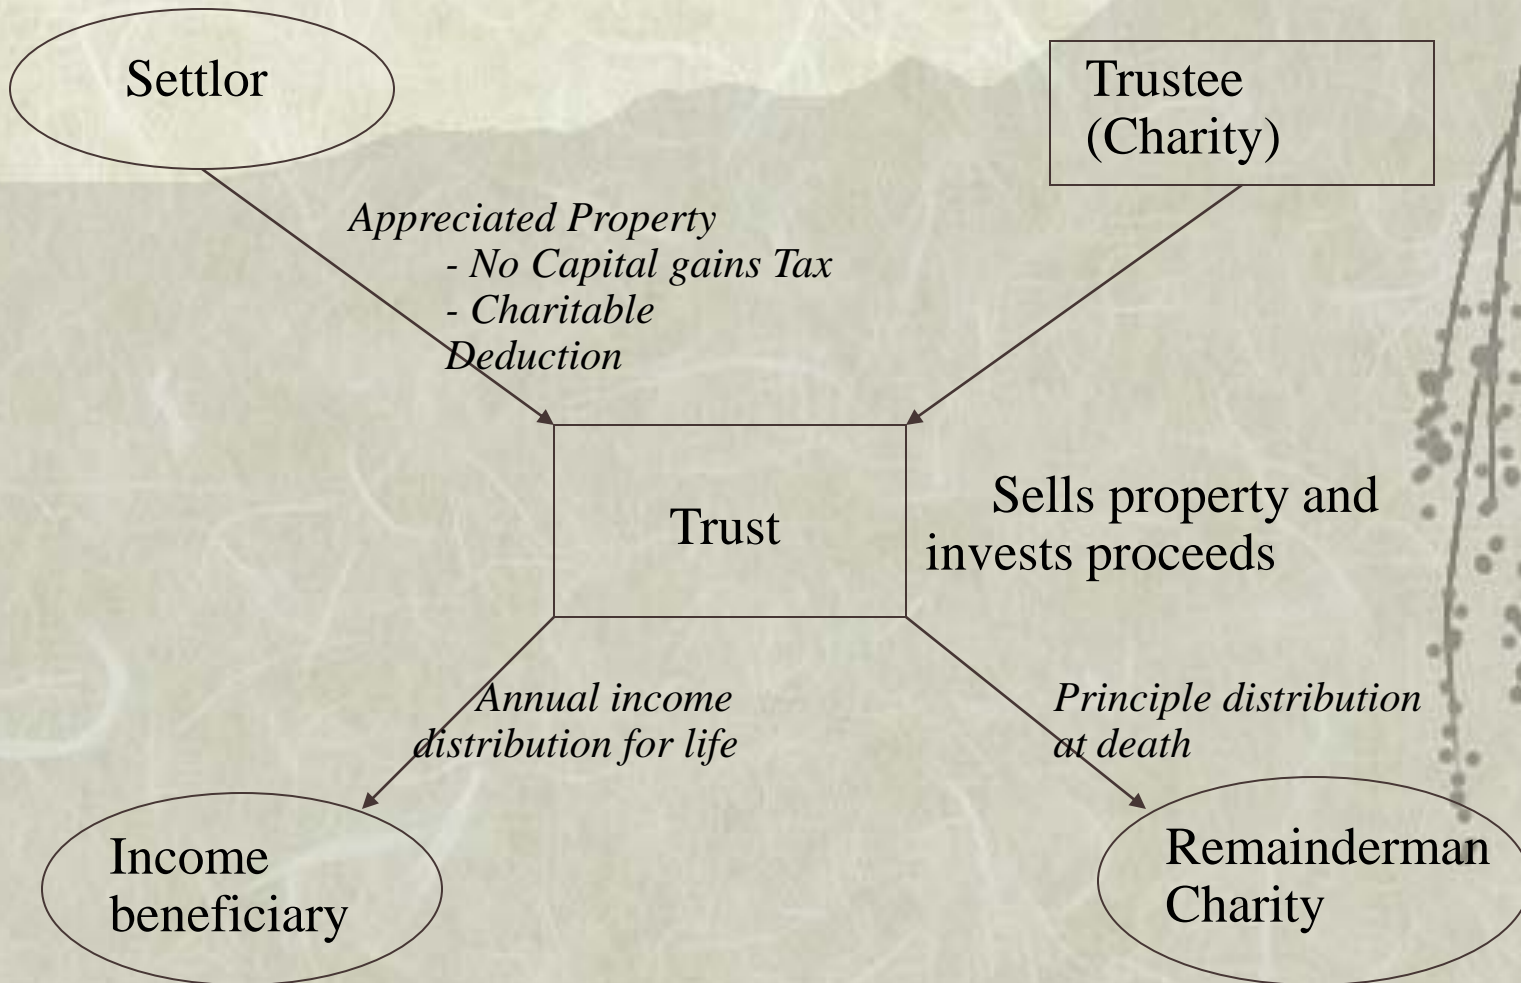 Settlor
Trustee
(Charity)
Appreciated Property
- No Capital gains Tax
- Charitable
Deduction
Trust
Sells property and
invests proceeds
Annual income
distribution for life
Principle distribution
at death
Income
beneficiary
Remainderman
Charity